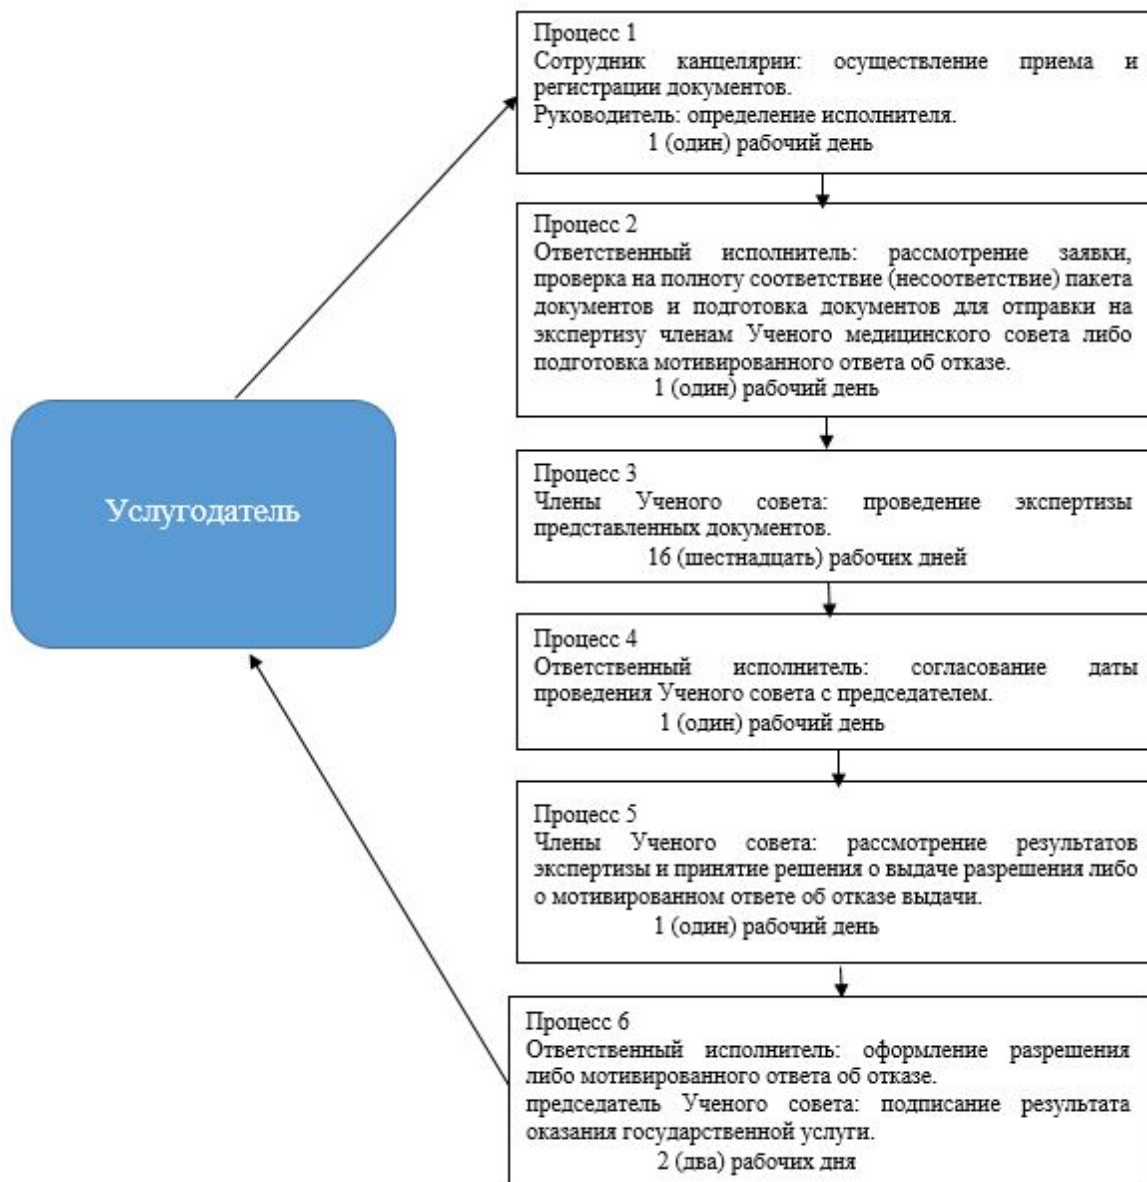 Процесс 1
Сотрудник канцелярии: осуществление приема и
регистрации документов.
Руководитель: определение исполнителя.
1 (один) рабочий день
Процесс 2
Ответственный исполнитель: рассмотрение заявки,
проверка на полноту соответствие (несоответствие) пакета
документов и подготовка документов для отправки на
экспертизу членам Ученого медицинского совета либо
подготовка мотивированного ответа об отказе.
1 (один) рабочий день
Услугодатель
Процесс 3
Члены Ученого совета: проведение экспертизы
представленных документов.
16 (шестнадцать) рабочих дней
Процесс 4
Ответственный исполнитель: согласование даты
проведения Ученого совета с председателем.
1 (один) рабочий день
Процесс 5
Члены Ученого совета: рассмотрение результатов
экспертизы и принятие решения о выдаче разрешения либо
о мотивированном ответе об отказе выдачи.
1 (один) рабочий день
Процесс 6
Ответственный исполнитель: оформление разрешения
либо мотивированного ответа об отказе.
председатель Ученого совета: подписание результата
оказания государственной услуги.
2 (два) рабочих дня